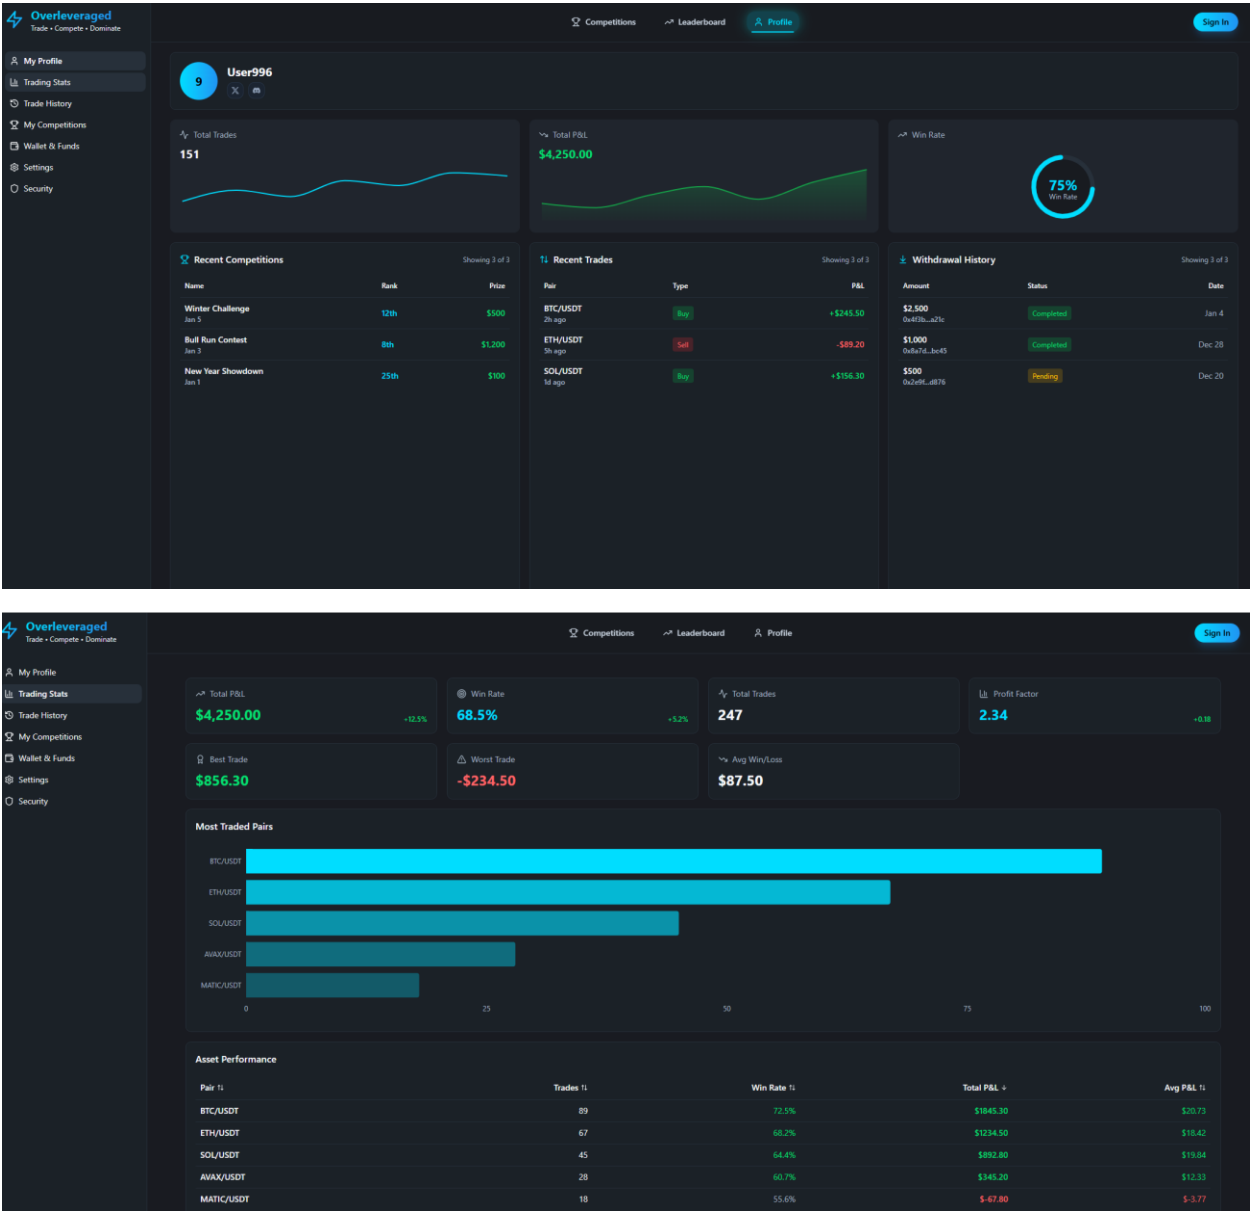 Overleveraged
Trade • Compete • Dominate
Competitions
Leaderboard
Profile
Sign In
My Profile
Trading Stats
Trade History
My Competitions
Wallet & Funds
Settings
Security
9
User996
Total Trades
151
Total P&L
$4,250.00
Win Rate
75%
Win Rate
Recent Competitions
Showing 3 of 3
Name Rank Prize
Winter Challenge 12th $500
Jan 5
Bull Run Contest 8th $1,200
Jan 3
New Year Showdown 25th $100
Jan 1
Recent Trades
Showing 3 of 3
Pair Type P&L
BTC/USDT Buy +$245.50
2h ago
ETH/USDT Sell -$89.20
5h ago
SOL/USDT Buy +$156.30
1d ago
Withdrawal History
Showing 3 of 3
Amount Status Date
$2,500 Completed Jan 4
0x4f3b...a21c
$1,000 Completed Dec 28
0x8a7d...bc45
$500 Pending Dec 20
0x2e9f...d876
Overleveraged
Trade • Compete • Dominate
Competitions
Leaderboard
Profile
Sign In
My Profile
Trading Stats
Trade History
My Competitions
Wallet & Funds
Settings
Security
Total P&L
$4,250.00 +12.5%
Win Rate
68.5% +5.2%
Total Trades
247
Profit Factor
2.34 +0.18
Best Trade
$856.30
Worst Trade
-$234.50
Avg Win/Loss
$87.50
Most Traded Pairs
BTC/USDT
ETH/USDT
SOL/USDT
AVAX/USDT
MATIC/USDT
0 25 50 75 100
Asset Performance
Pair ↑↓ Trades ↑↓ Win Rate ↑↓ Total P&L ↓ Avg P&L ↑↓
BTC/USDT 89 72.5% $1845.30 $20.73
ETH/USDT 67 68.2% $1234.50 $18.42
SOL/USDT 45 64.4% $892.80 $19.84
AVAX/USDT 28 60.7% $345.20 $12.33
MATIC/USDT 18 55.6% $-67.80 $-3.77